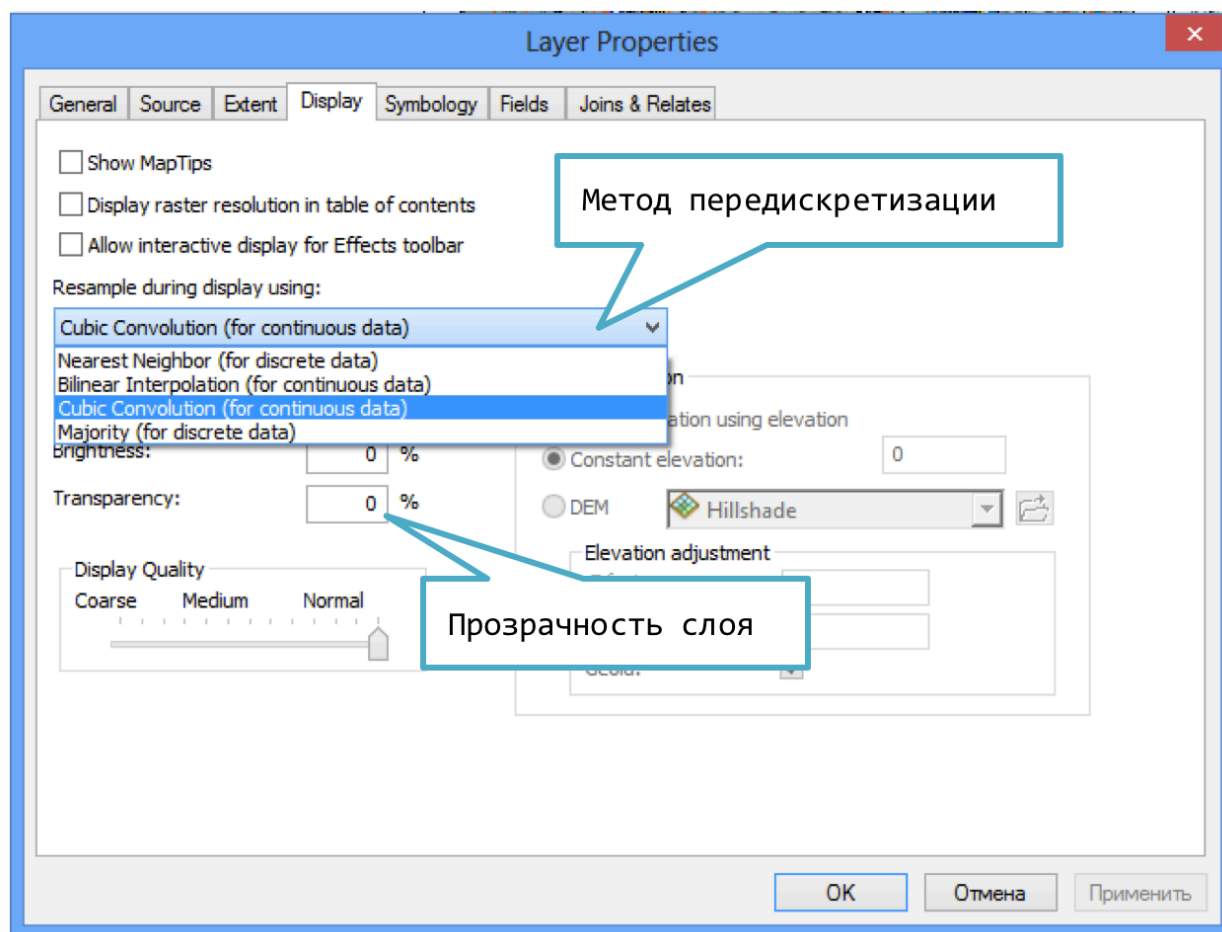 Layer Properties
General Source Extent Display Symbology Fields Joins & Relates
Show MapTips
Display raster resolution in table of contents
Allow interactive display for Effects toolbar
Метод передискретизации
Resample during display using:
Cubic Convolution (for continuous data)
Nearest Neighbor (for discrete data)
Bilinear Interpolation (for continuous data)
Cubic Convolution (for continuous data)
Majority (for discrete data)
using elevation
Brightness: 0 %
Constant elevation: 0
Transparency: 0 %
DEM Hillshade
Elevation adjustment
Display Quality
Coarse Medium Normal
Прозрачность слоя
OK Отмена Применить